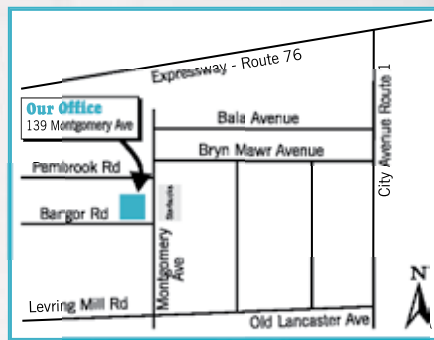 Expressway - Route 76
Our Office
139 Montgomery Ave
Bala Avenue
Bryn Mawr Avenue
City Avenue Route 1
Pembrook Rd
Bangor Rd
Starbucks
Montgomery
Ave
N
Levring Mill Rd
Old Lancaster Ave